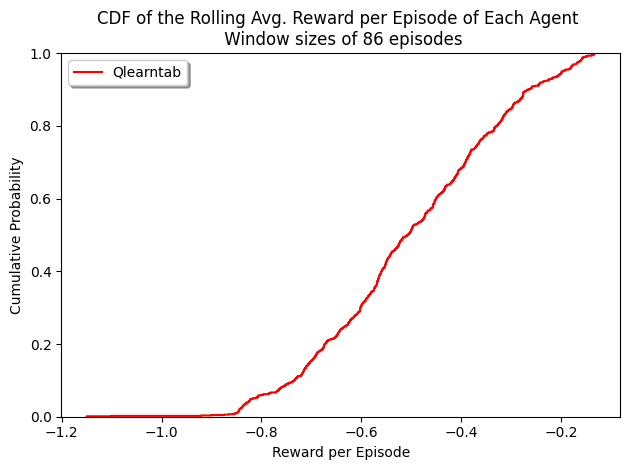 CDF of the Rolling Avg. Reward per Episode of Each Agent
Window sizes of 86 episodes
Qlearntab
1.0
0.8
0.6
0.4
0.2
0.0
Cumulative Probability
−1.2
−1.0
−0.8
−0.6
−0.4
−0.2
Reward per Episode